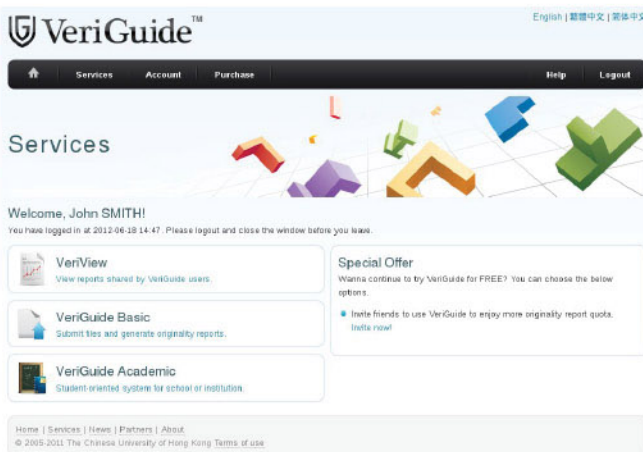 English | 繁體中文 | 简体中文
VeriGuide™
Services Account Purchase Help Logout
Services
Welcome, John SMITH!
You have logged in at 2012-06-18 14:47. Please logout and close the window before you leave.
VeriView
View reports shared by VeriGuide users.
VeriGuide Basic
Submit files and generate originality reports.
VeriGuide Academic
Student-oriented system for school or institution.
Special Offer
Wanna continue to try VeriGuide for FREE? You can choose the below
options.
Invite friends to use VeriGuide to enjoy more originality report quota.
Invite now!
Home | Services | News | Partners | About
© 2005-2011 The Chinese University of Hong Kong Terms of use